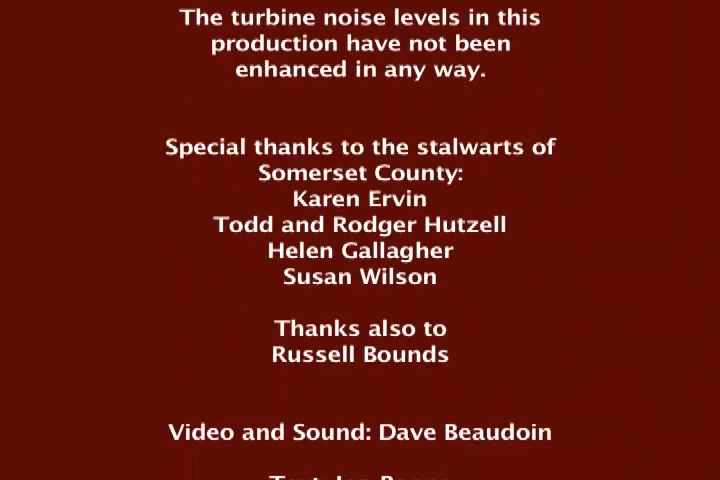 The turbine noise levels in this
production have not been
enhanced in any way.
Special thanks to the stalwarts of
Somerset County:
Karen Ervin
Todd and Rodger Hutzell
Helen Gallagher
Susan Wilson
Thanks also to
Russell Bounds
Video and Sound: Dave Beaudoin